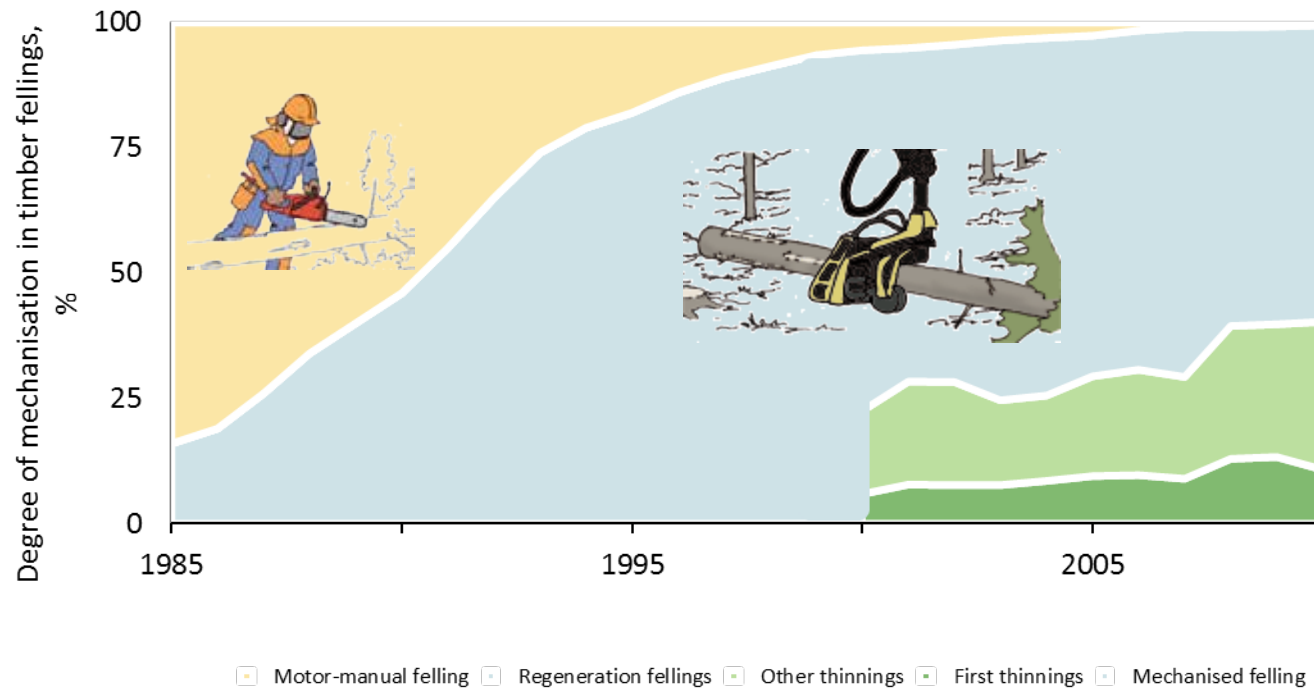 Degree of mechanisation in timber fellings,
%
100
75
50
25
0
1985
1995
2005
Motor-manual felling
Regeneration fellings
Other thinnings
First thinnings
Mechanised felling